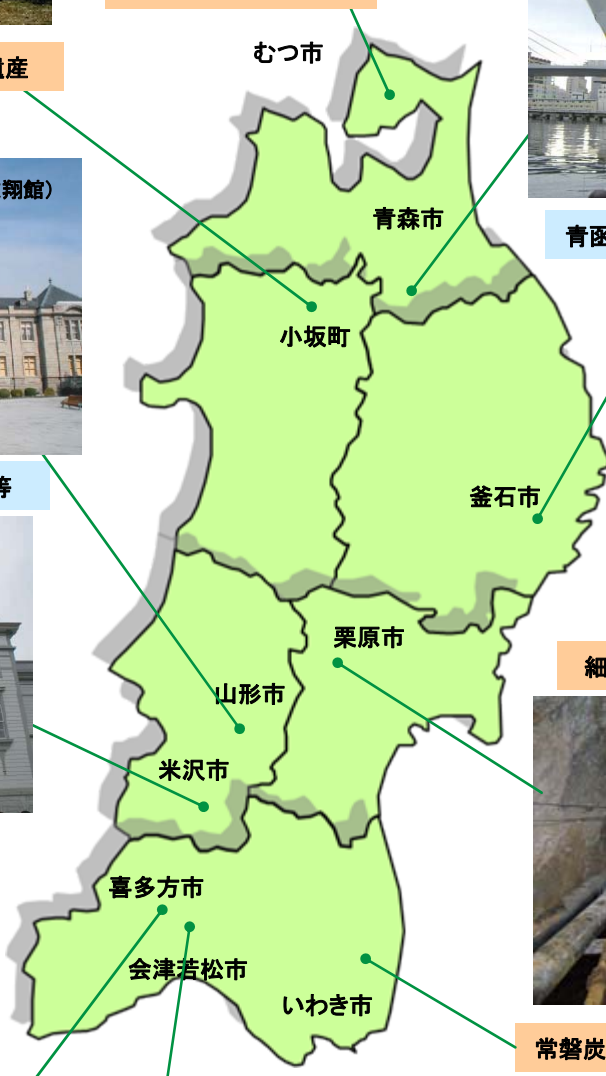 むつ市
産
翔館)
青森市
青函
小坂町
等
釜石市
栗原市
細
山形市
米沢市
喜多方市
会津若松市
いわき市
常磐炭